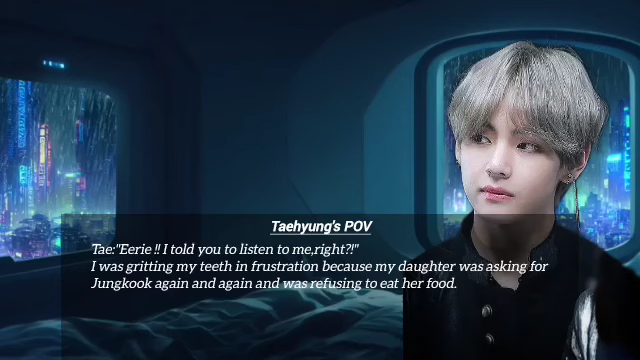 Taehyung's POV
Tae:"Eerie !! I told you to listen to me,right?!"
I was gritting my teeth in frustration because my daughter was asking for
Jungkook again and again and was refusing to eat her food.